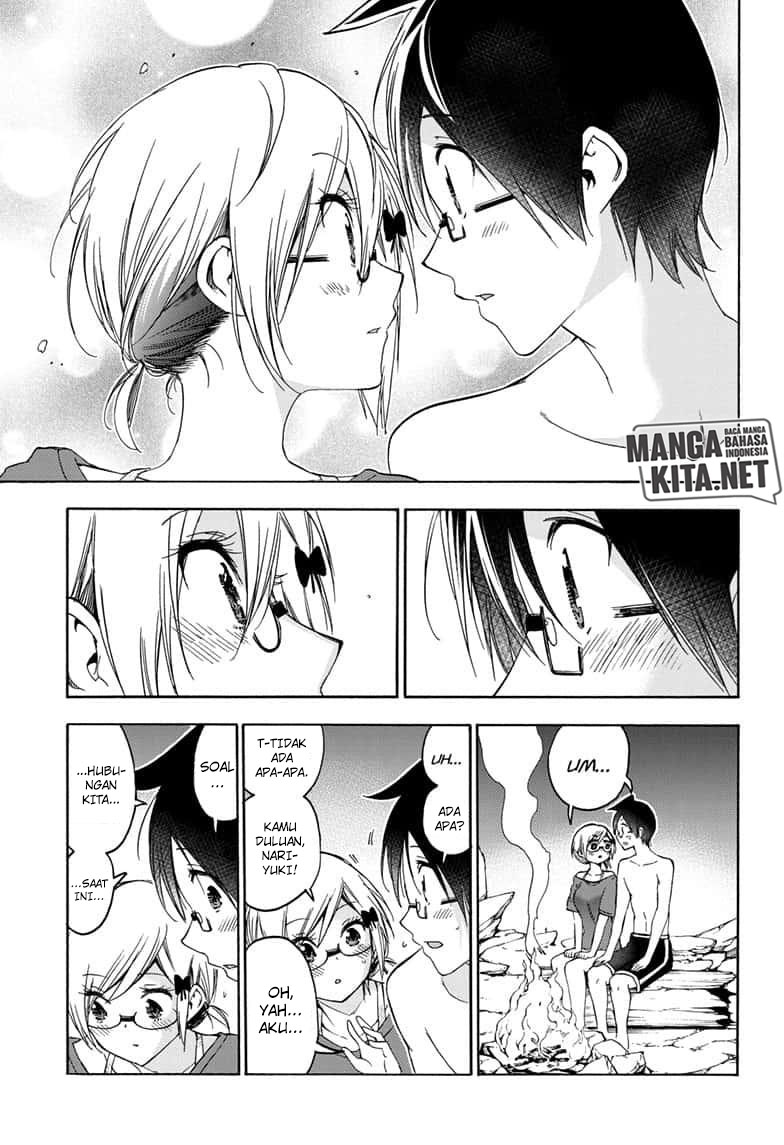 MANGA
KITA.NET
BACA MANGA
BAHASA
INDONESIA
UM...
UH...
ADA
APA?
T-TIDAK
ADA
APA-APA.
KAMU
DULUAN,
NARI-
YUKI!
OH,
YAH...
AKU...
SOAL
...
...HUBU-
NGAN
KITA...
...SAAT
INI...